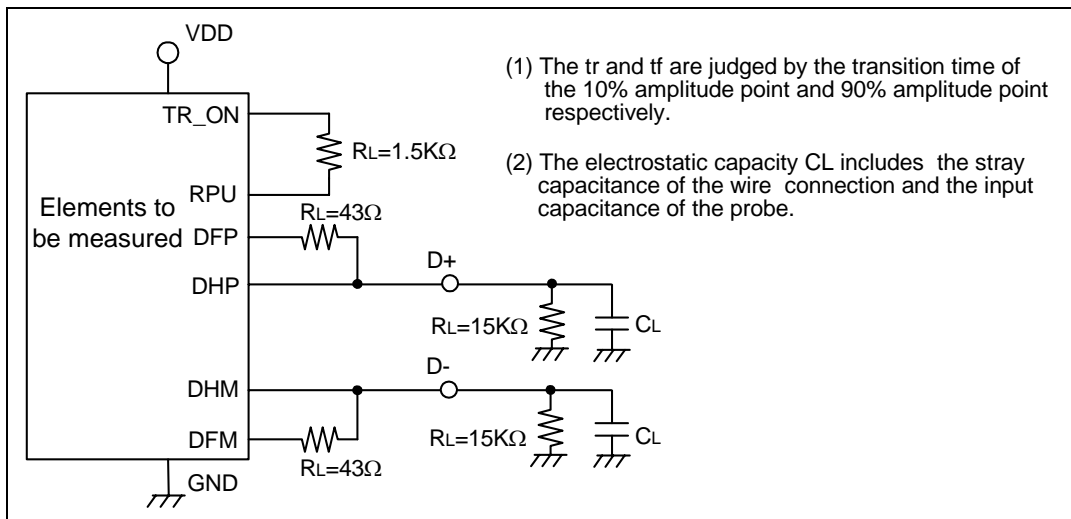 VDD
TR_ON
RL=1.5KΩ
RPU
Elements to
be measured
RL=43Ω
DFP
DHP
D+
RL=15KΩ
CL
D-
DHM
RL=15KΩ
CL
DFM
RL=43Ω
GND
(1) The tr and tf are judged by the transition time of
the 10% amplitude point and 90% amplitude point
respectively.
(2) The electrostatic capacity CL includes the stray
capacitance of the wire connection and the input
capacitance of the probe.